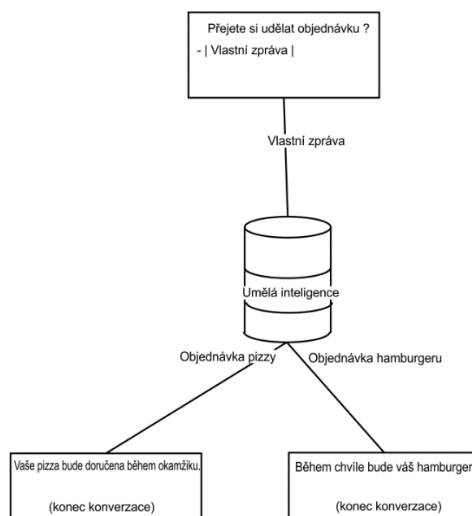 Přejete si udělat objednávku ?
- | Vlastní zpráva |
Vlastní zpráva
Umělá inteligence
Objednávka pizzy
Objednávka hamburgeru
Vaše pizza bude doručena během okamžiku.
(konec konverzace)
Během chvíle bude váš hamburger
(konec konverzace)